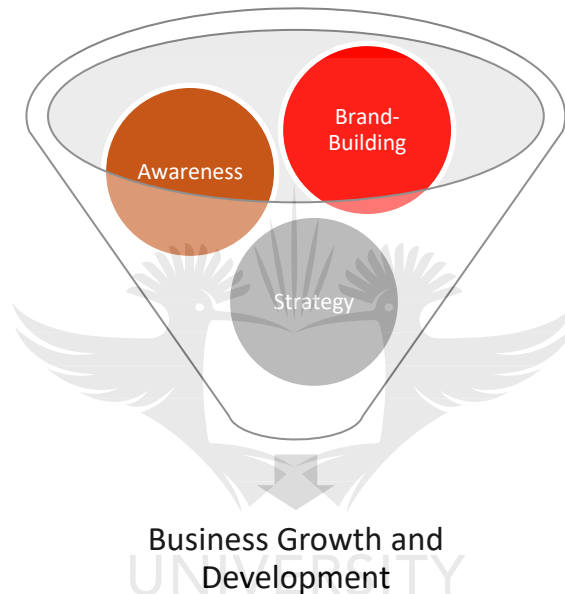 Brand-
Building
Awareness
Strategy
Business Growth and
UNIVERSITY
Development